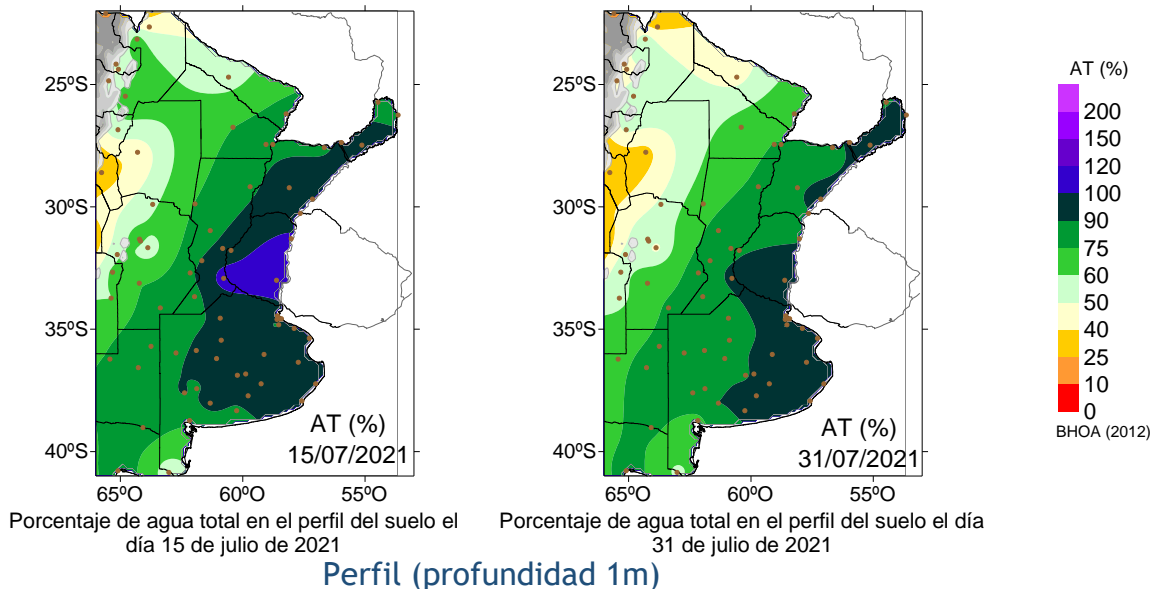 25ºS
30ºS
35ºS
40ºS
65ºO
60ºO
55ºO
AT (%)
15/07/2021
Porcentaje de agua total en el perfil del suelo el
día 15 de julio de 2021
25ºS
30ºS
35ºS
40ºS
65ºO
60ºO
55ºO
AT (%)
31/07/2021
Porcentaje de agua total en el perfil del suelo el día
31 de julio de 2021
AT (%)
200
150
120
100
90
75
60
50
40
25
10
0
BHOA (2012)
Perfil (profundidad 1m)